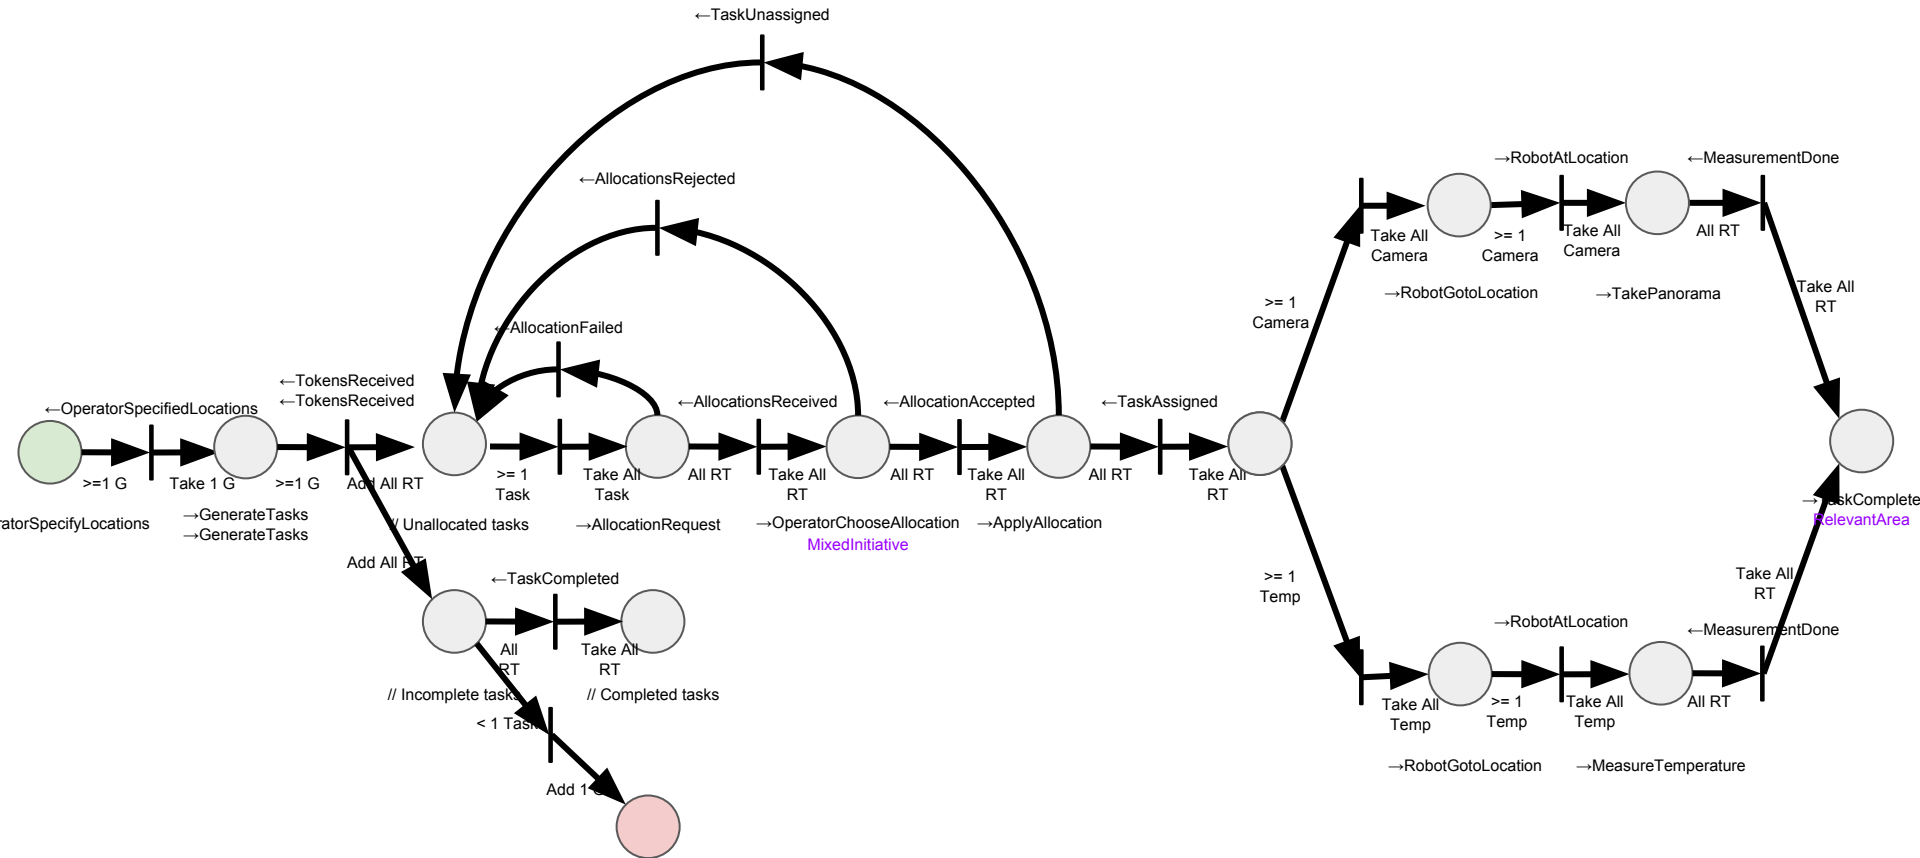 ←TaskUnassigned
←AllocationsRejected
←AllocationFailed
←TokensReceived
←TokensReceived
←OperatorSpecifiedLocations
←AllocationsReceived
←AllocationAccepted
←TaskAssigned
>=1 G
Take 1 G
>=1 G
Add All RT
>= 1
Task
Take All
Task
All RT
Take All
RT
All RT
Take All
RT
All RT
Take All
RT
ratorSpecifyLocations
→GenerateTasks
→GenerateTasks
// Unallocated tasks
→AllocationRequest
→OperatorChooseAllocation
MixedInitiative
→ApplyAllocation
Add All RT
←TaskCompleted
All
RT
Take All
RT
// Incomplete tasks
// Completed tasks
< 1 Task
Add 1 G
>= 1
Camera
Take All
Camera
→RobotGotoLocation
>= 1
Camera
→RobotAtLocation
Take All
Camera
→TakePanorama
←MeasurementDone
All RT
Take All
RT
→TaskComplete
RelevantArea
>= 1
Temp
Take All
Temp
→RobotGotoLocation
>= 1
Temp
→RobotAtLocation
Take All
Temp
→MeasureTemperature
←MeasurementDone
All RT
Take All
RT